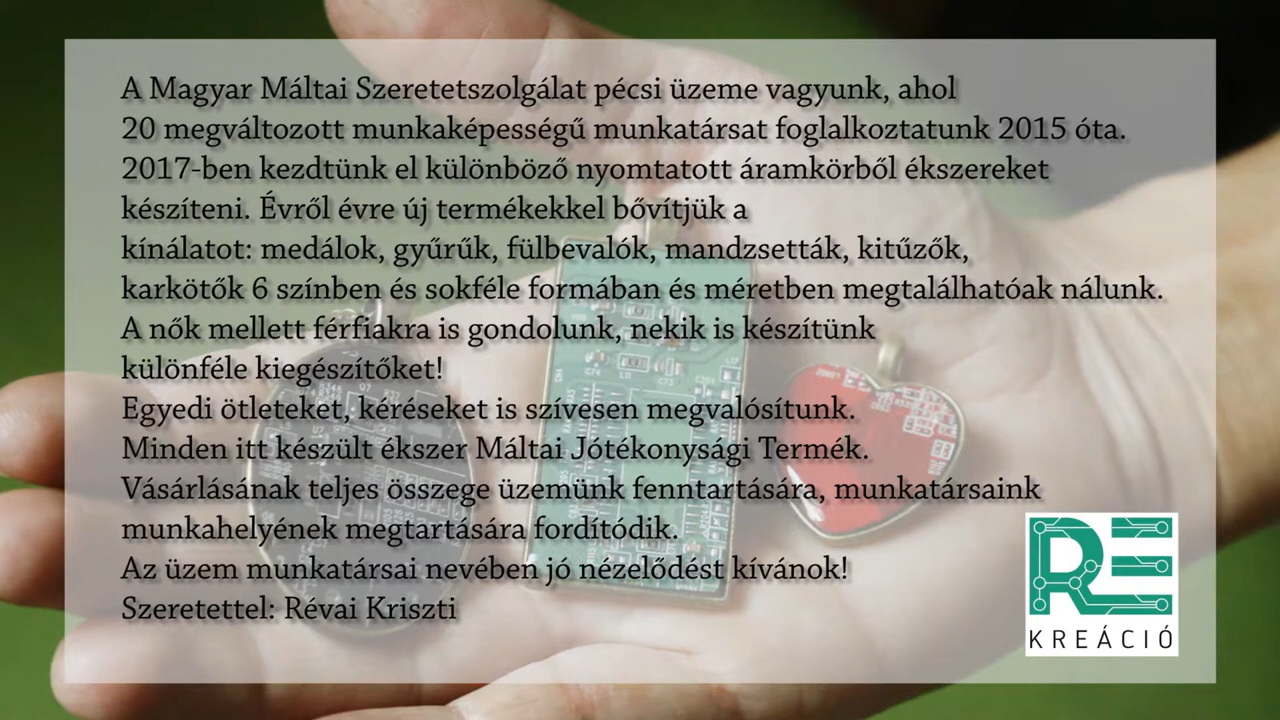 A Magyar Máltai Szeretetszolgálat pécsi üzeme vagyunk, ahol
20 megváltozott munkaképességű munkatársat foglalkoztatunk 2015 óta.
2017-ben kezdtünk el különböző nyomtatott áramkörből ékszereket
készíteni. Évről évre új termékekkel bővítjük a
kínálatot: medálok, gyűrűk, fülbevalók, mandzsetták, kitűzők,
karkötők 6 színben és sokféle formában és méretben megtalálhatóak nálunk.
A nők mellett férfiakra is gondolunk, nekik is készítünk
különféle kiegészítőket!
Egyedi ötleteket, kéréseket is szívesen megvalósítunk.
Minden itt készült ékszer Máltai Jótékonysági Termék.
Vásárlásának teljes összege üzemünk fenntartására, munkatársaink
munkahelyének megtartására fordítódik.
Az üzem munkatársai nevében jó nézelődést kívánok!
Szeretettel: Révai Kriszti
RE
KREÁCIÓ